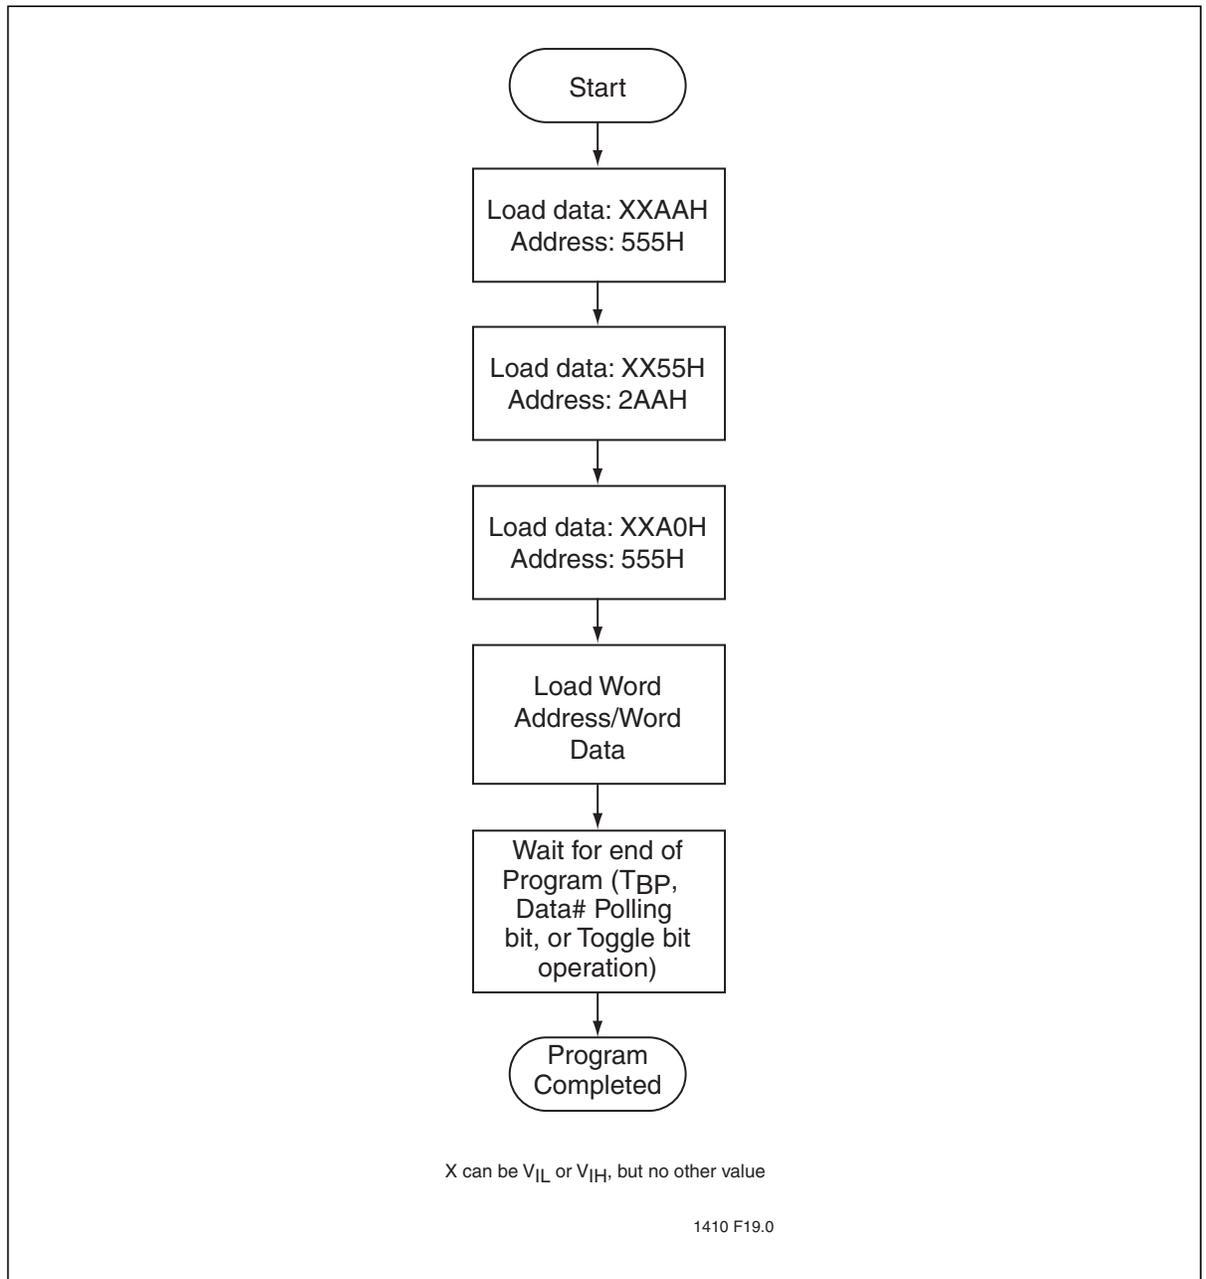 Start
Load data: XXAAH
Address: 555H
Load data: XX55H
Address: 2AAH
Load data: XXA0H
Address: 555H
Load Word
Address/Word
Data
Wait for end of
Program (TBP,
Data# Polling
bit, or Toggle bit
operation)
Program
Completed
X can be VIL or VIH, but no other value
1410 F19.0